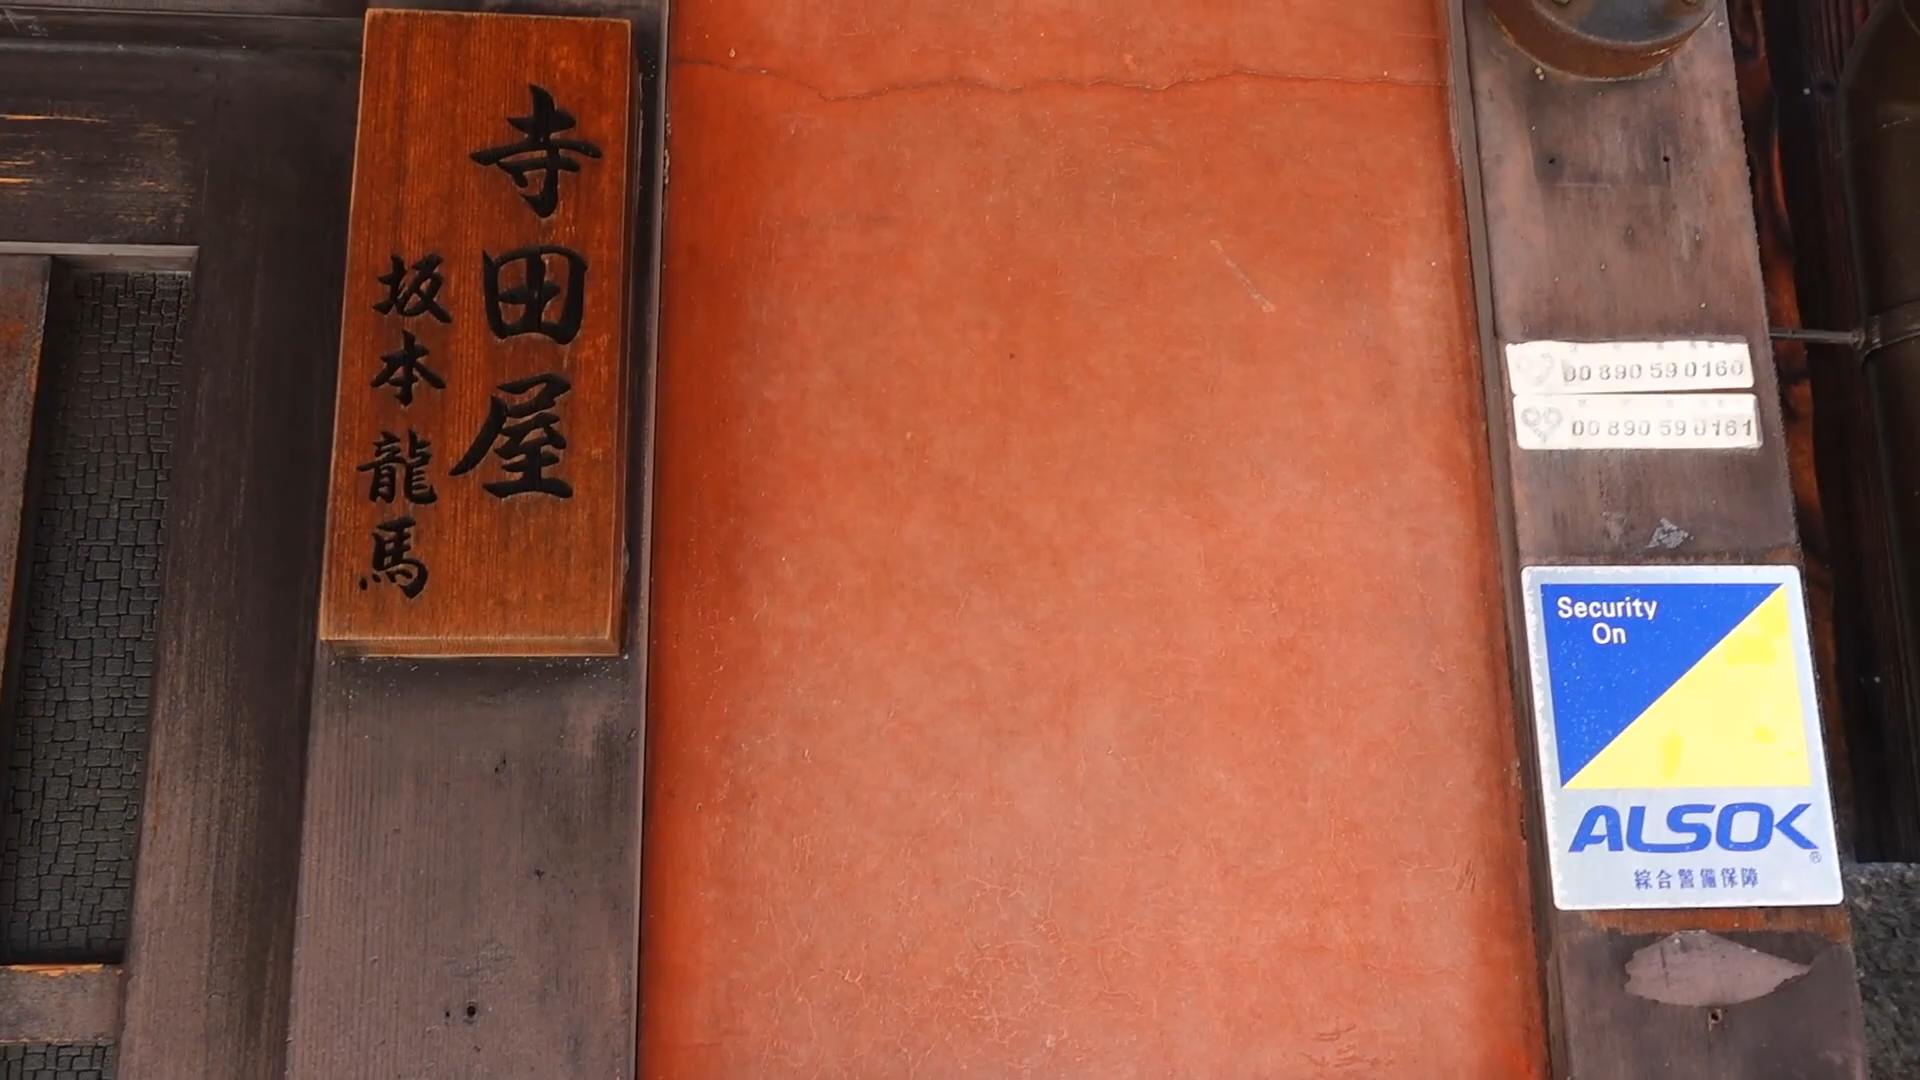 寺田屋
坂本龍馬
00 890 59 0160
00 890 59 0161
Security
On
ALSOK
®
綜合警備保障